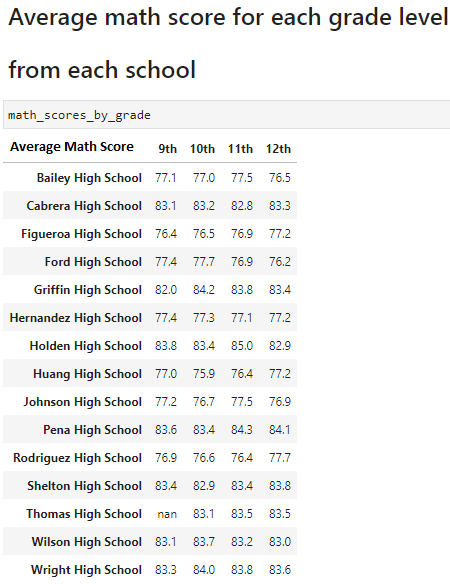 Average math score for each grade level
from each school
math_scores_by_grade
Average Math Score 9th 10th 11th 12th
Bailey High School 77.1 77.0 77.5 76.5
Cabrera High School 83.1 83.2 82.8 83.3
Figueroa High School 76.4 76.5 76.9 77.2
Ford High School 77.4 77.7 76.9 76.2
Griffin High School 82.0 84.2 83.8 83.4
Hernandez High School 77.4 77.3 77.1 77.2
Holden High School 83.8 83.4 85.0 82.9
Huang High School 77.0 75.9 76.4 77.2
Johnson High School 77.2 76.7 77.5 76.9
Pena High School 83.6 83.4 84.3 84.1
Rodriguez High School 76.9 76.6 76.4 77.7
Shelton High School 83.4 82.9 83.4 83.8
Thomas High School nan 83.1 83.5 83.5
Wilson High School 83.1 83.7 83.2 83.0
Wright High School 83.3 84.0 83.8 83.6